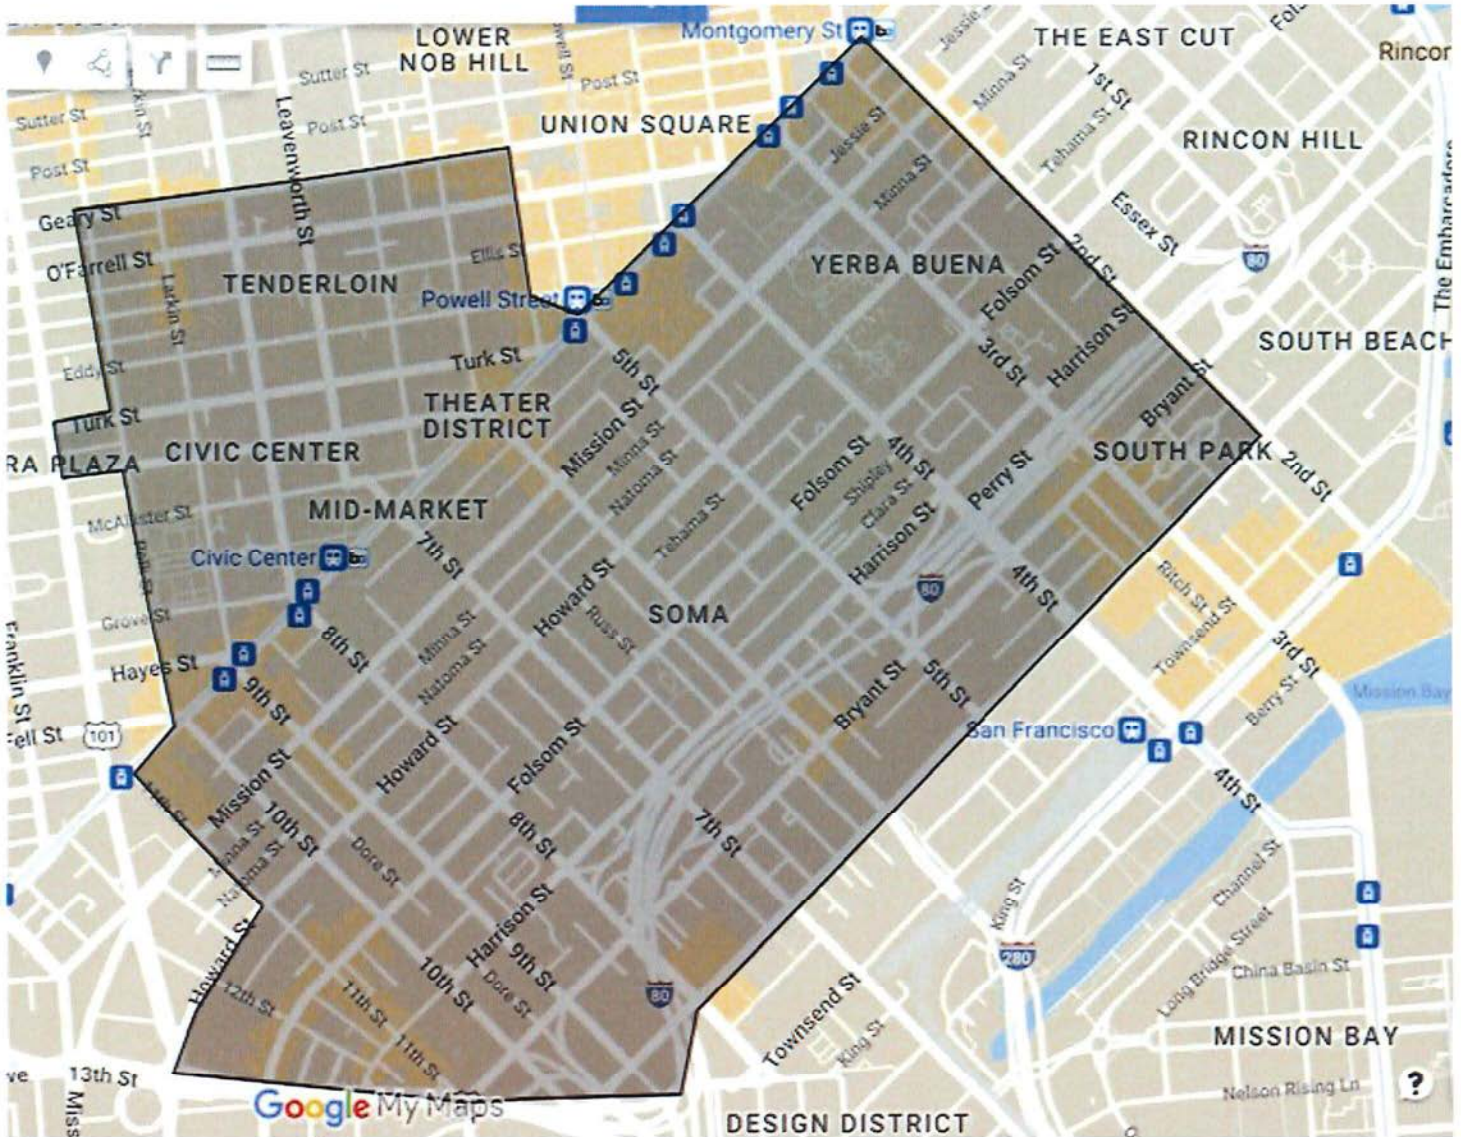 Montgomery St
LOWER
NOB HILL
THE EAST CUT
Jessie
Rincor
Sutter St
Post St
Minna St
1st St
Sutter St
Post St
UNION SQUARE
Jessie St
Tehama St
RINCON HILL
Post St
Leavenworth St
Minna St
The Embarcadero
Geary St
Essex St
O'Farrell St
Ellis St
80
YERBA BUENA
2nd St
Folsom St
TENDERLOIN
Larkin St
Powell Street
Harrison St
SOUTH BEACH
3rd St
Eddy St
Turk St
5th St
Bryant St
THEATER
DISTRICT
Mission St
Minna St
Natoma St
Turk St
CIVIC CENTER
RA PLAZA
Folsom St
4th St
SOUTH PARK
Shipley
Clara St
Perry St
2nd St
McAllister St
MID-MARKET
Tehama St
Harrison St
7th St
Civic Center
Polk St
Howard St
80
4th St
Ritch St
Grove St
SOMA
Russ St
Townsend St
Franklin St
8th St
Minna St
Natoma St
3rd St
Hayes St
9th St
Bryant St
5th St
Berry St
Mission Bay
Fell St
101
Howard St
Folsom St
San Francisco
Mission St
4th St
11th St
10th St
Natoma St
Dore St
8th St
7th St
Channel St
Harrison St
King St
Howard St
9th St
10th St
Dore St
280
Long Bridge Street
China Basin St
12th St
11th St
80
Townsend St
King St
MISSION BAY
11th St
ve
13th St
Miss
Google My Maps
Nelson Rising Ln
?
DESIGN DISTRICT